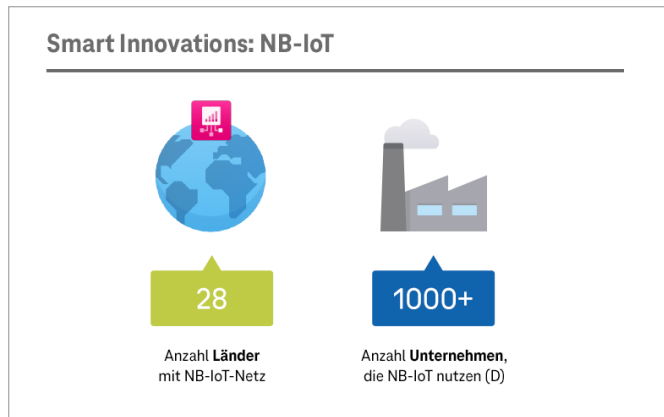 Smart Innovations: NB-IoT
28
1000+
Anzahl Länder
mit NB-IoT-Netz
Anzahl Unternehmen,
die NB-IoT nutzen (D)